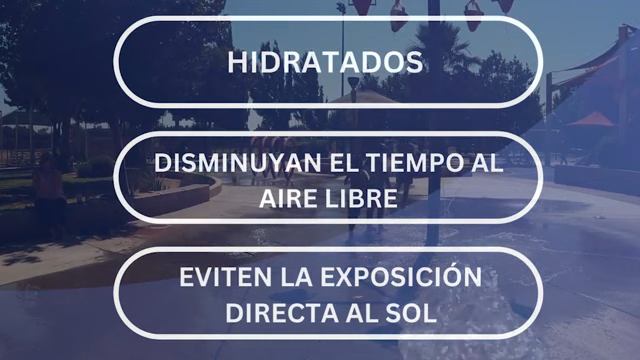 HIDRATADOS
DISMINUYAN EL TIEMPO AL
AIRE LIBRE
EVITEN LA EXPOSICIÓN
DIRECTA AL SOL